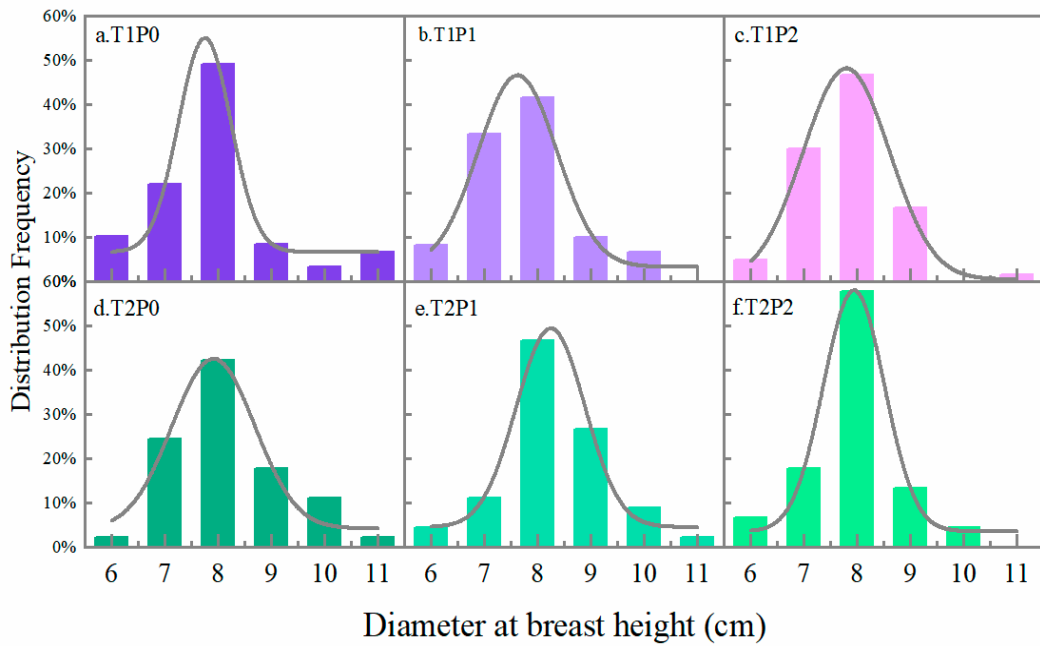 60%
a.T1P0
b.T1P1
c.T1P2
50%
40%
30%
20%
10%
0%
60%
d.T2P0
e.T2P1
f.T2P2
50%
40%
30%
20%
10%
0%
6 7 8 9 10 11 6 7 8 9 10 11 6 7 8 9 10 11
Distribution Frequency
Diameter at breast height (cm)